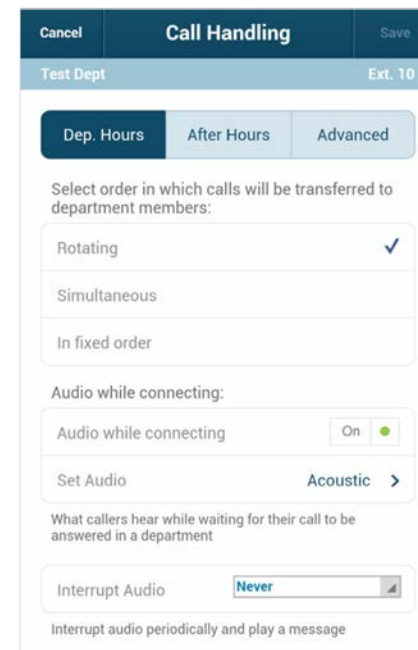 Cancel Call Handling Save
Test Dept Ext. 10
Dep. Hours After Hours Advanced
Select order in which calls will be transferred to
department members:
Rotating
Simultaneous
In fixed order
Audio while connecting:
Audio while connecting On
Set Audio Acoustic
What callers hear while waiting for their call to be
answered in a department
Interrupt Audio Never
Interrupt audio periodically and play a message